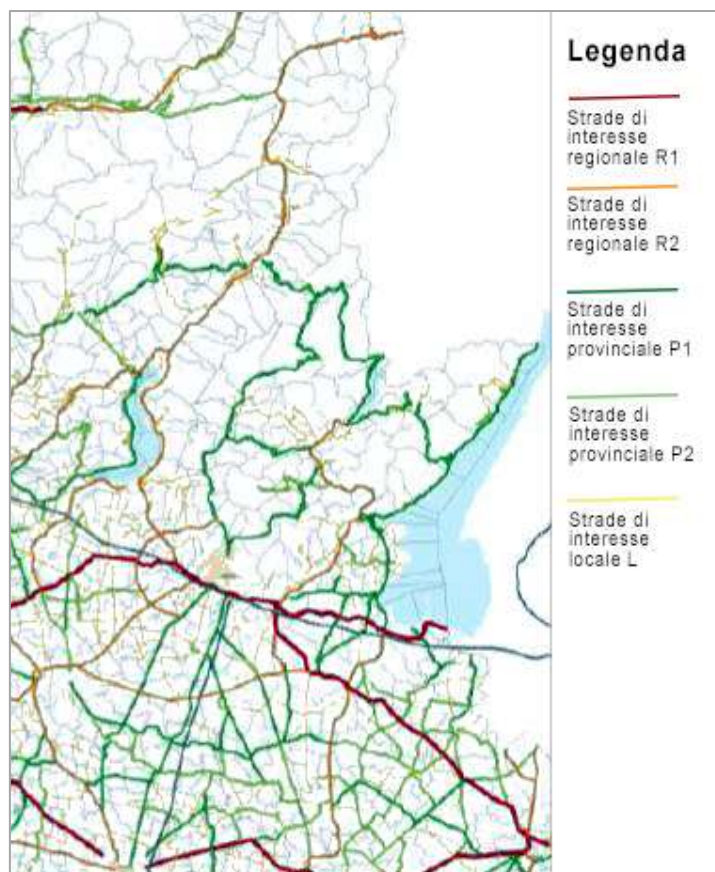 Legenda
Strade di
interesse
regionale R1
Strade di
interesse
regionale R2
Strade di
interesse
provinciale P1
Strade di
interesse
provinciale P2
Strade di
interesse
locale L